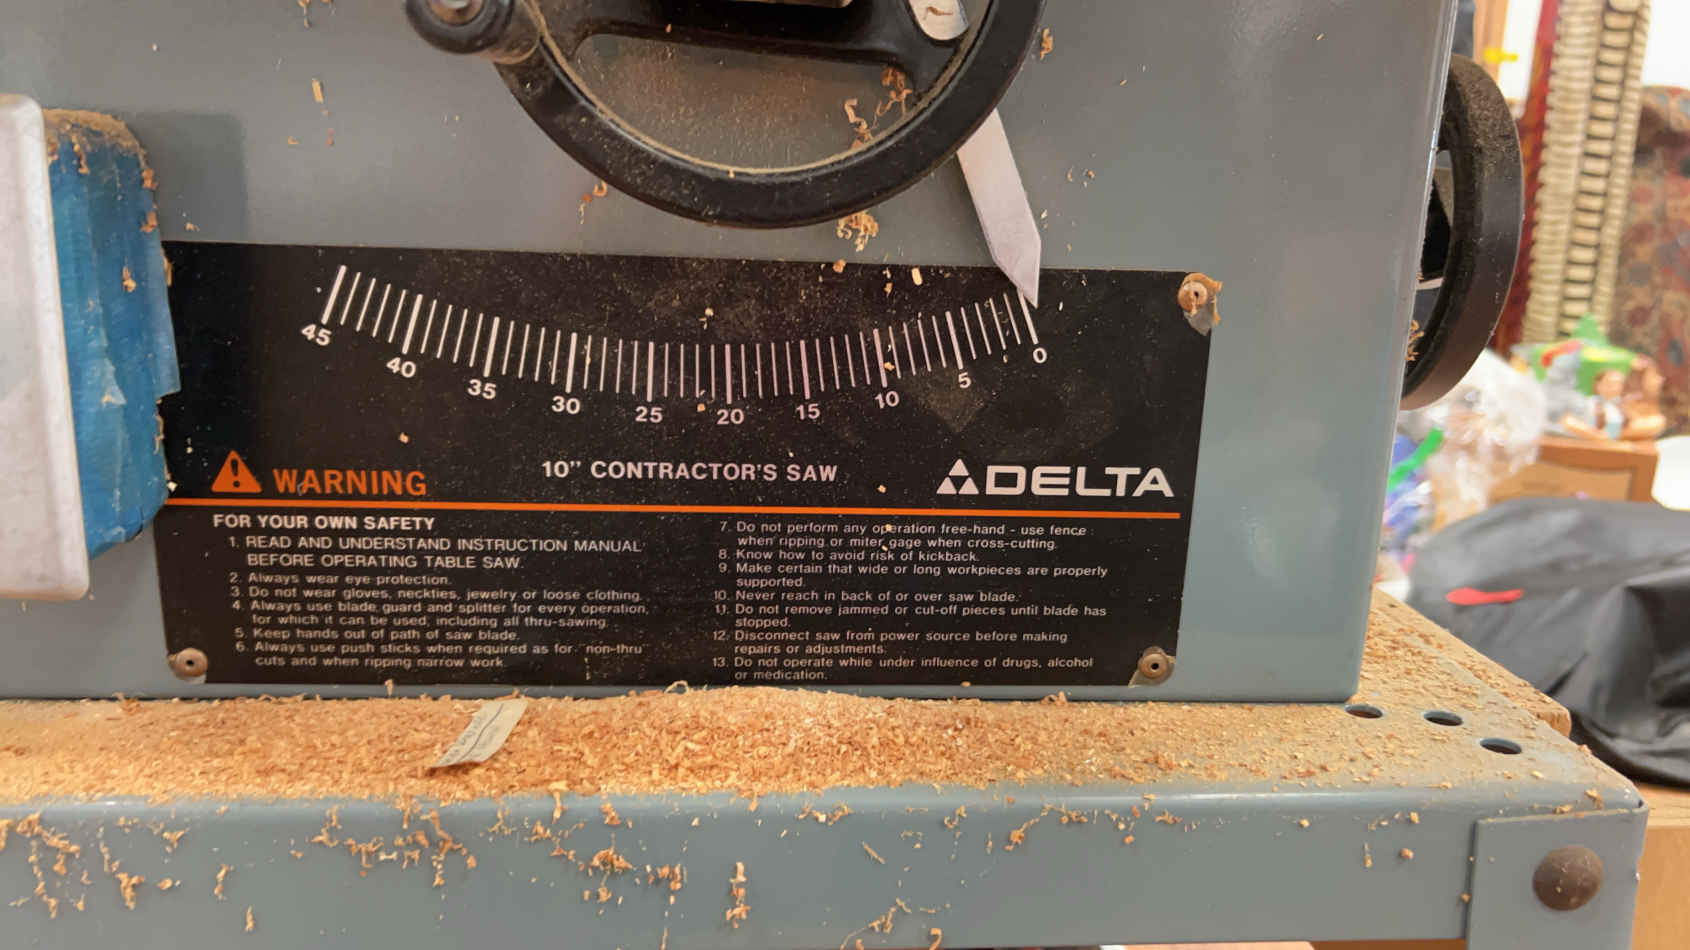 45
40
35
30
25
20
15
10
5
0
WARNING
10" CONTRACTOR'S SAW
DELTA
FOR YOUR OWN SAFETY
1. READ AND UNDERSTAND INSTRUCTION MANUAL
BEFORE OPERATING TABLE SAW.
2. Always wear eye protection.
3. Do not wear gloves, neckties, jewelry or loose clothing.
4. Always use blade guard and splitter for every operation,
for which it can be used, including all thru-sawing.
5. Keep hands out of path of saw blade.
6. Always use push sticks when required as for "non-thru"
cuts and when ripping narrow work.
7. Do not perform any operation free-hand - use fence
when ripping or miter gage when cross-cutting.
8. Know how to avoid risk of kickback.
9. Make certain that wide or long workpieces are properly
supported.
10. Never reach in back of or over saw blade.
11. Do not remove jammed or cut-off pieces until blade has
stopped.
12. Disconnect saw from power source before making
repairs or adjustments.
13. Do not operate while under influence of drugs, alcohol
or medication.